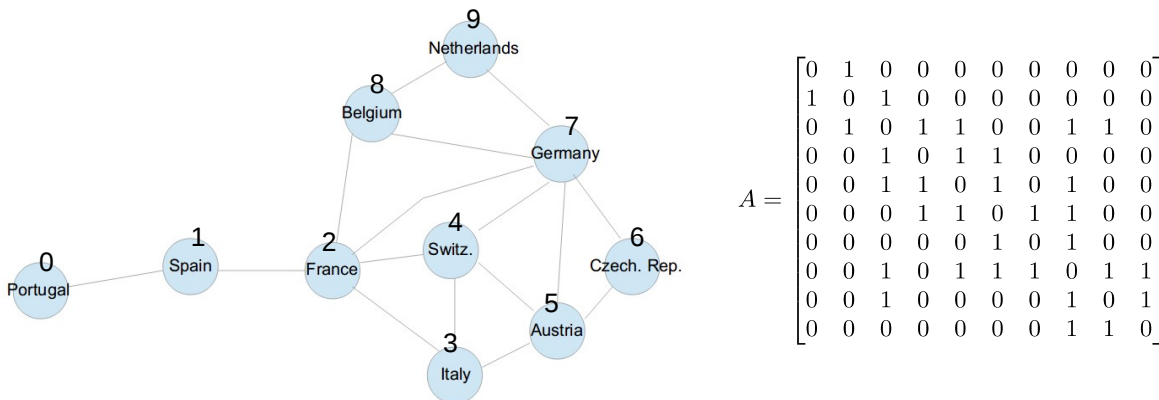 9
Netherlands
8
Belgium
7
Germany
4
Switz.
6
Czech. Rep.
2
France
1
Spain
0
Portugal
5
Austria
3
Italy
A =
0 1 0 0 0 0 0 0 0 0
1 0 1 0 0 0 0 0 0 0
0 1 0 1 1 0 0 1 1 0
0 0 1 0 1 1 0 0 0 0
0 0 1 1 0 1 0 1 0 0
0 0 0 1 1 0 1 1 0 0
0 0 0 0 0 1 0 1 0 0
0 0 1 0 1 1 1 0 1 1
0 0 1 0 0 0 0 1 0 1
0 0 0 0 0 0 0 1 1 0